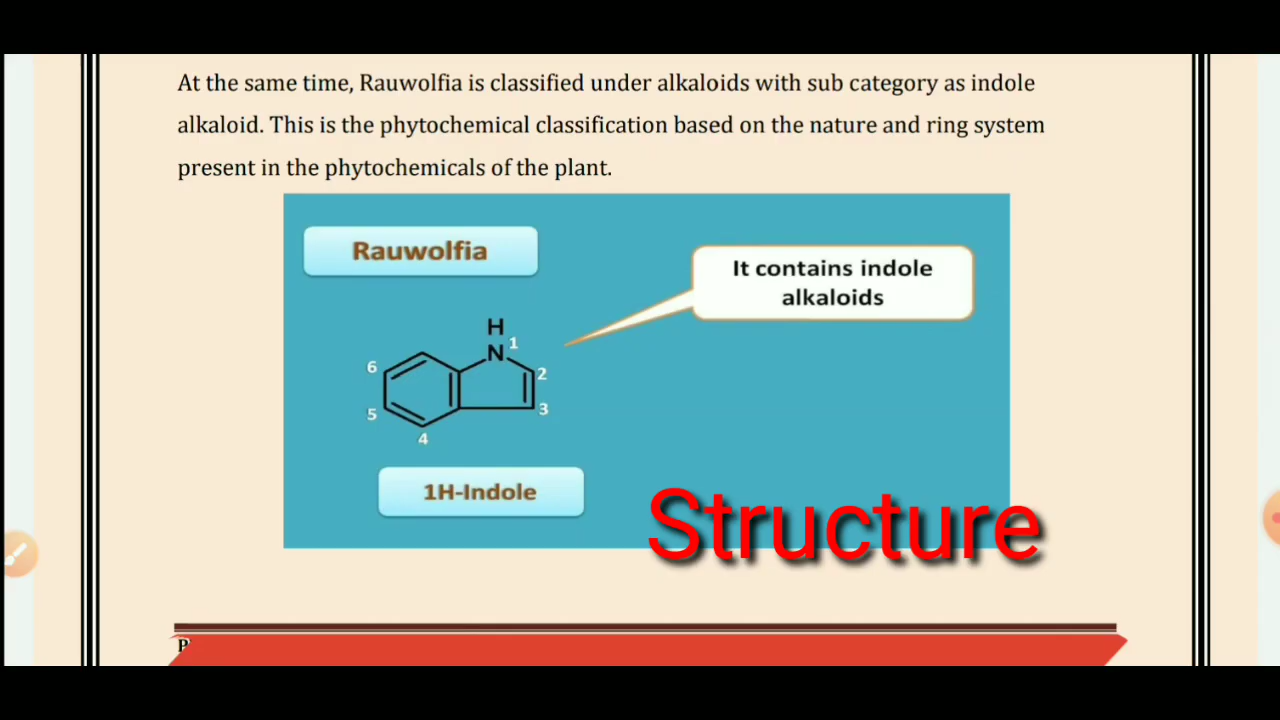 At the same time, Rauwolfia is classified under alkaloids with sub category as indole
alkaloid. This is the phytochemical classification based on the nature and ring system
present in the phytochemicals of the plant.
Rauwolfia
It contains indole
alkaloids
H
N
1
2
3
4
5
6
1H-Indole
Structure